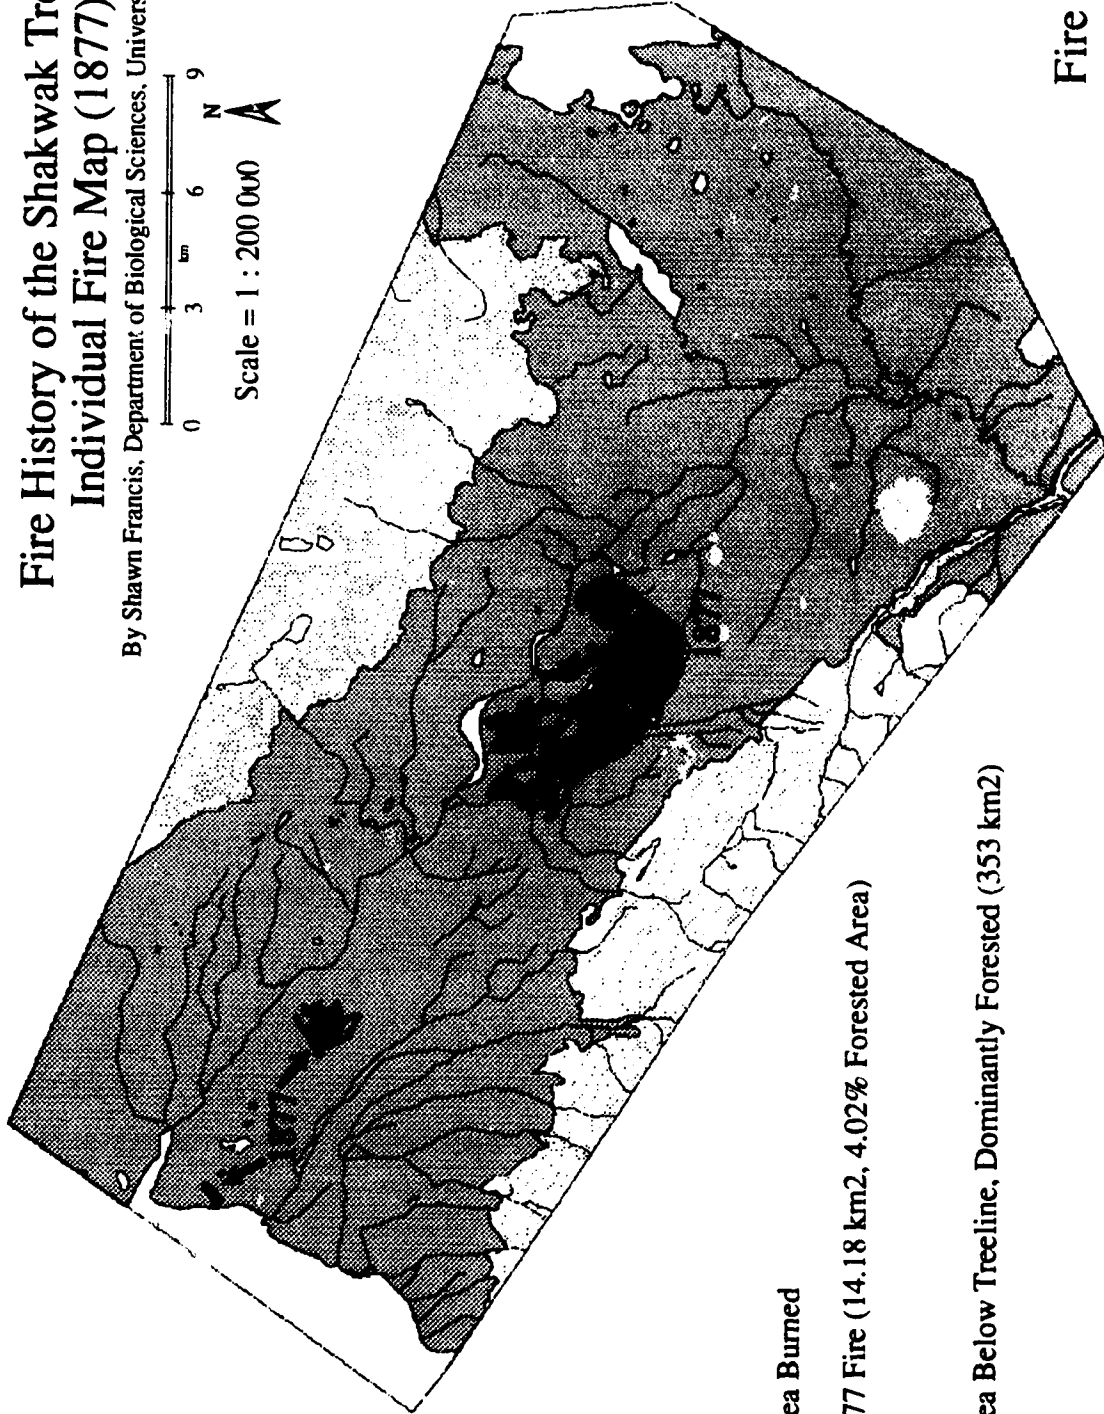 Fire History of the Shakwak Tre
Individual Fire Map (1877)
By Shawn Francis, Department of Biological Sciences, Univers
0 3 6 9
km
N
Scale = 1 : 200 000
1877
1877
ea Burned
77 Fire (14.18 km2, 4.02% Forested Area)
ea Below Treeline, Dominantly Forested (353 km2)
Fire